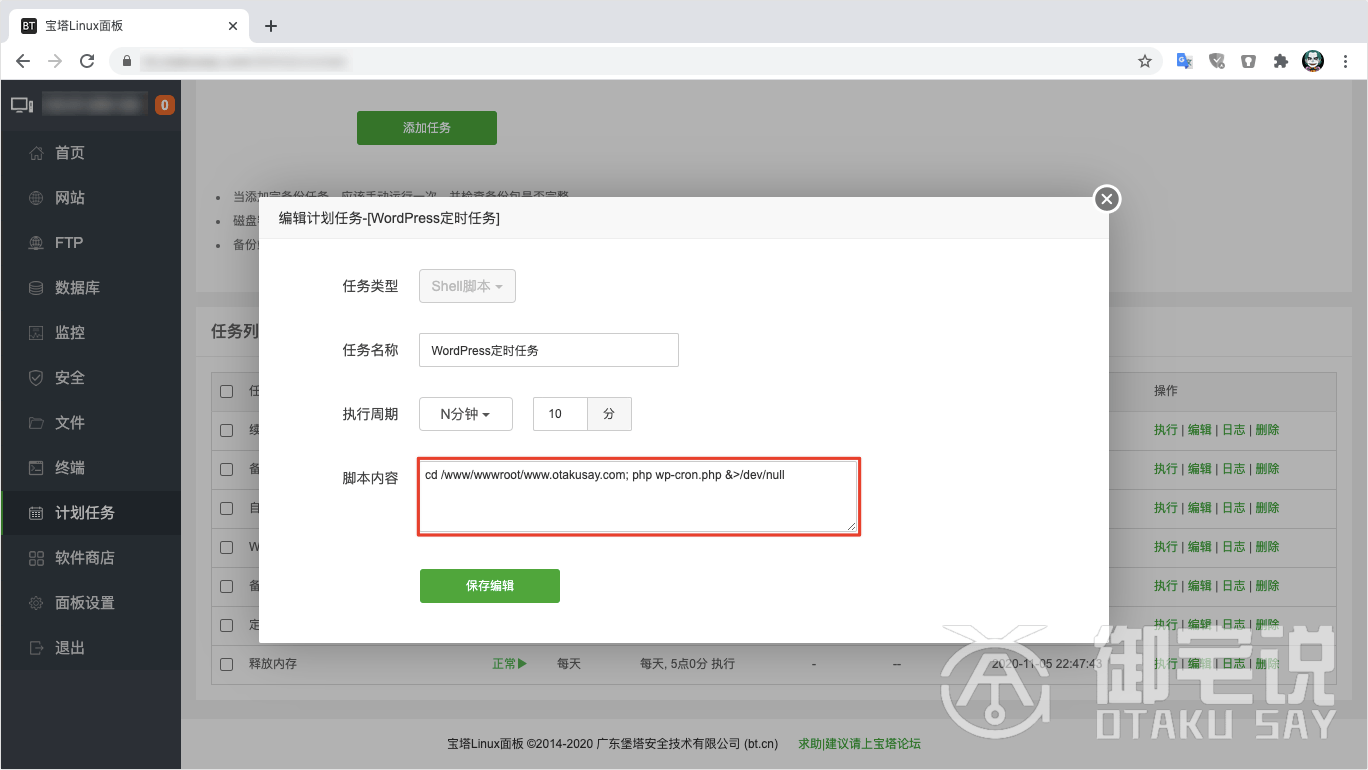 BT 宝塔Linux面板
0
首页
网站
FTP
数据库
监控
安全
文件
终端
计划任务
软件商店
面板设置
退出
添加任务
当添加完备份任务，应该手动运行一次，并检查备份包是否完整
磁盘
备份
任务列
编辑计划任务-[WordPress定时任务]
任务类型 Shell脚本
任务名称 WordPress定时任务
执行周期 N分钟 10 分
脚本内容 cd /www/wwwroot/www.otakusay.com; php wp-cron.php &>/dev/null
保存编辑
任 操作
续 执行 | 编辑 | 日志 | 删除
备 执行 | 编辑 | 日志 | 删除
自 执行 | 编辑 | 日志 | 删除
W 执行 | 编辑 | 日志 | 删除
备 执行 | 编辑 | 日志 | 删除
定 执行 | 编辑 | 日志 | 删除
释放内存 正常 每天 每天, 5点0分 执行 - -- 2020-11-05 22:47:43 执行 | 编辑 | 日志 | 删除
御宅说
OTAKU SAY
宝塔Linux面板 ©2014-2020 广东堡塔安全技术有限公司 (bt.cn) 求助|建议请上宝塔论坛